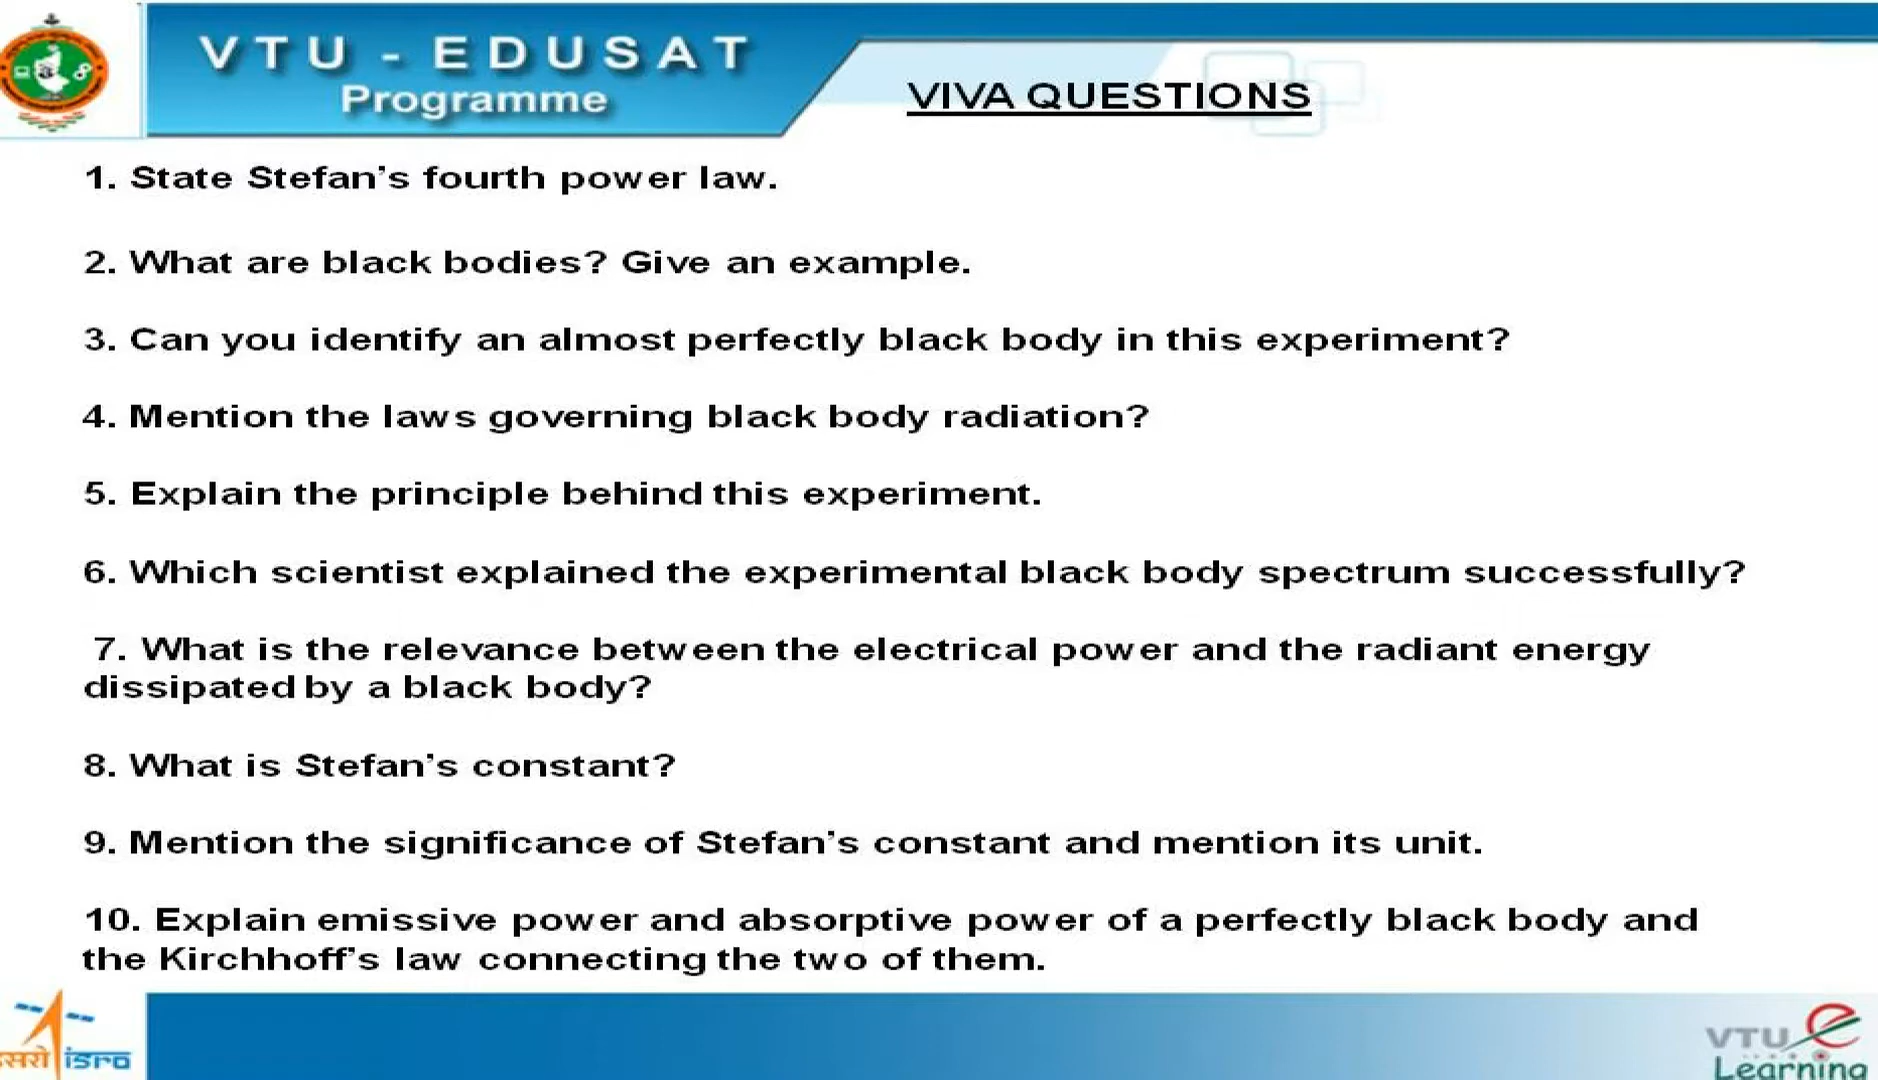 VTU - EDUSAT
Programme
VIVA QUESTIONS
1. State Stefan’s fourth power law.
2. What are black bodies? Give an example.
3. Can you identify an almost perfectly black body in this experiment?
4. Mention the laws governing black body radiation?
5. Explain the principle behind this experiment.
6. Which scientist explained the experimental black body spectrum successfully?
7. What is the relevance between the electrical power and the radiant energy
dissipated by a black body?
8. What is Stefan’s constant?
9. Mention the significance of Stefan’s constant and mention its unit.
10. Explain emissive power and absorptive power of a perfectly black body and
the Kirchhoff’s law connecting the two of them.
isro
VTU e
Learning